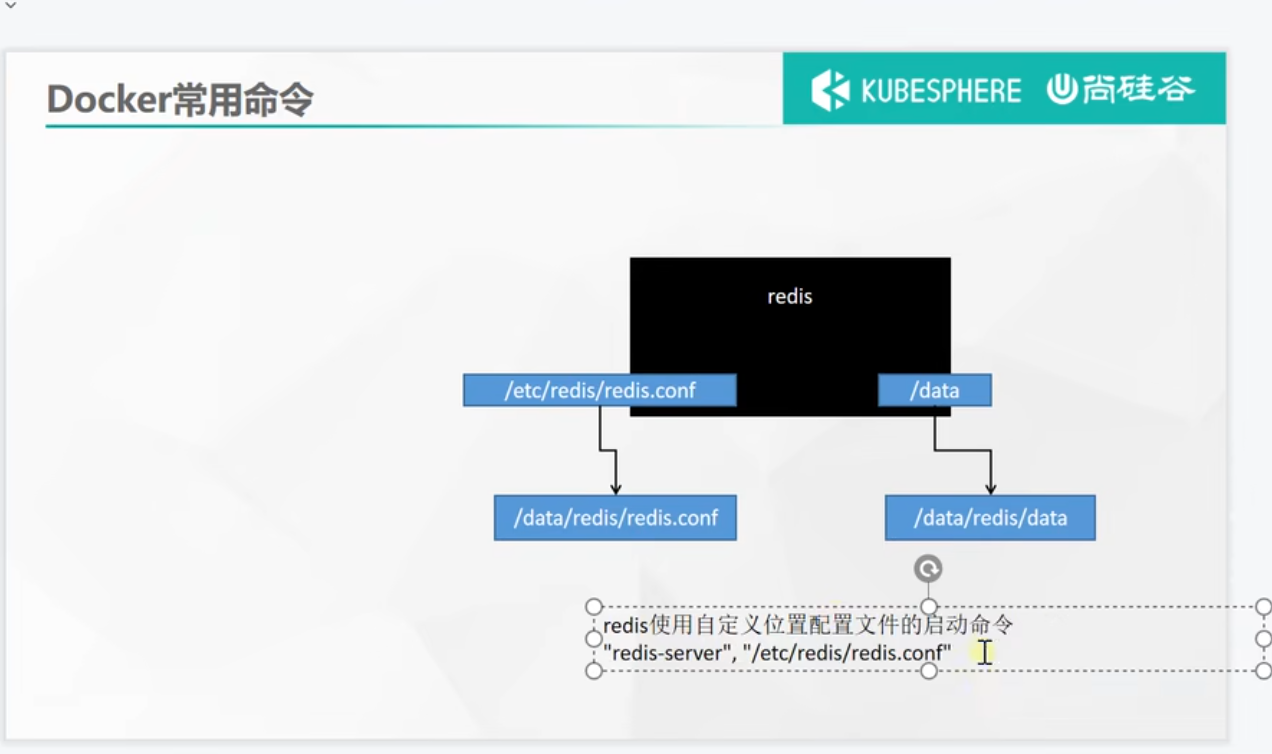 Docker常用命令
KUBESPHERE 尚硅谷
redis
/etc/redis/redis.conf
/data
/data/redis/redis.conf
/data/redis/data
redis使用自定义位置配置文件的启动命令
"redis-server", "/etc/redis/redis.conf"